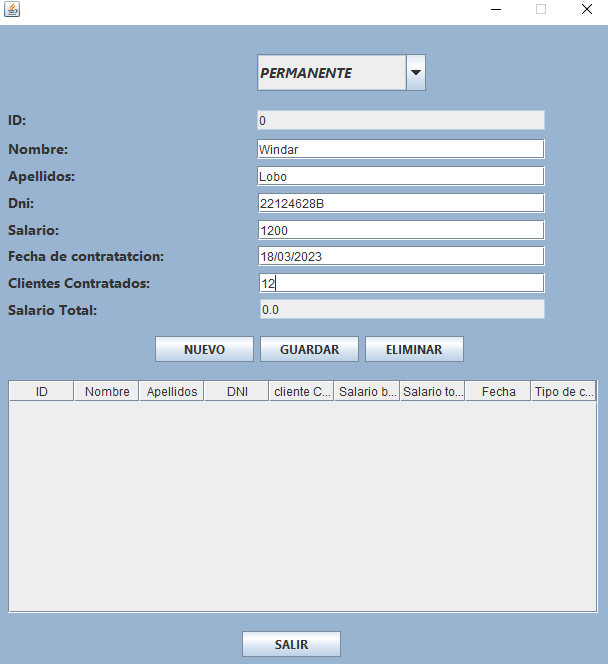 PERMANENTE
ID: 0
Nombre: Windar
Apellidos: Lobo
Dni: 22124628B
Salario: 1200
Fecha de contratatcion: 18/03/2023
Clientes Contratados: 12
Salario Total: 0.0
NUEVO GUARDAR ELIMINAR
ID Nombre Apellidos DNI cliente C... Salario b... Salario to... Fecha Tipo de c...
SALIR